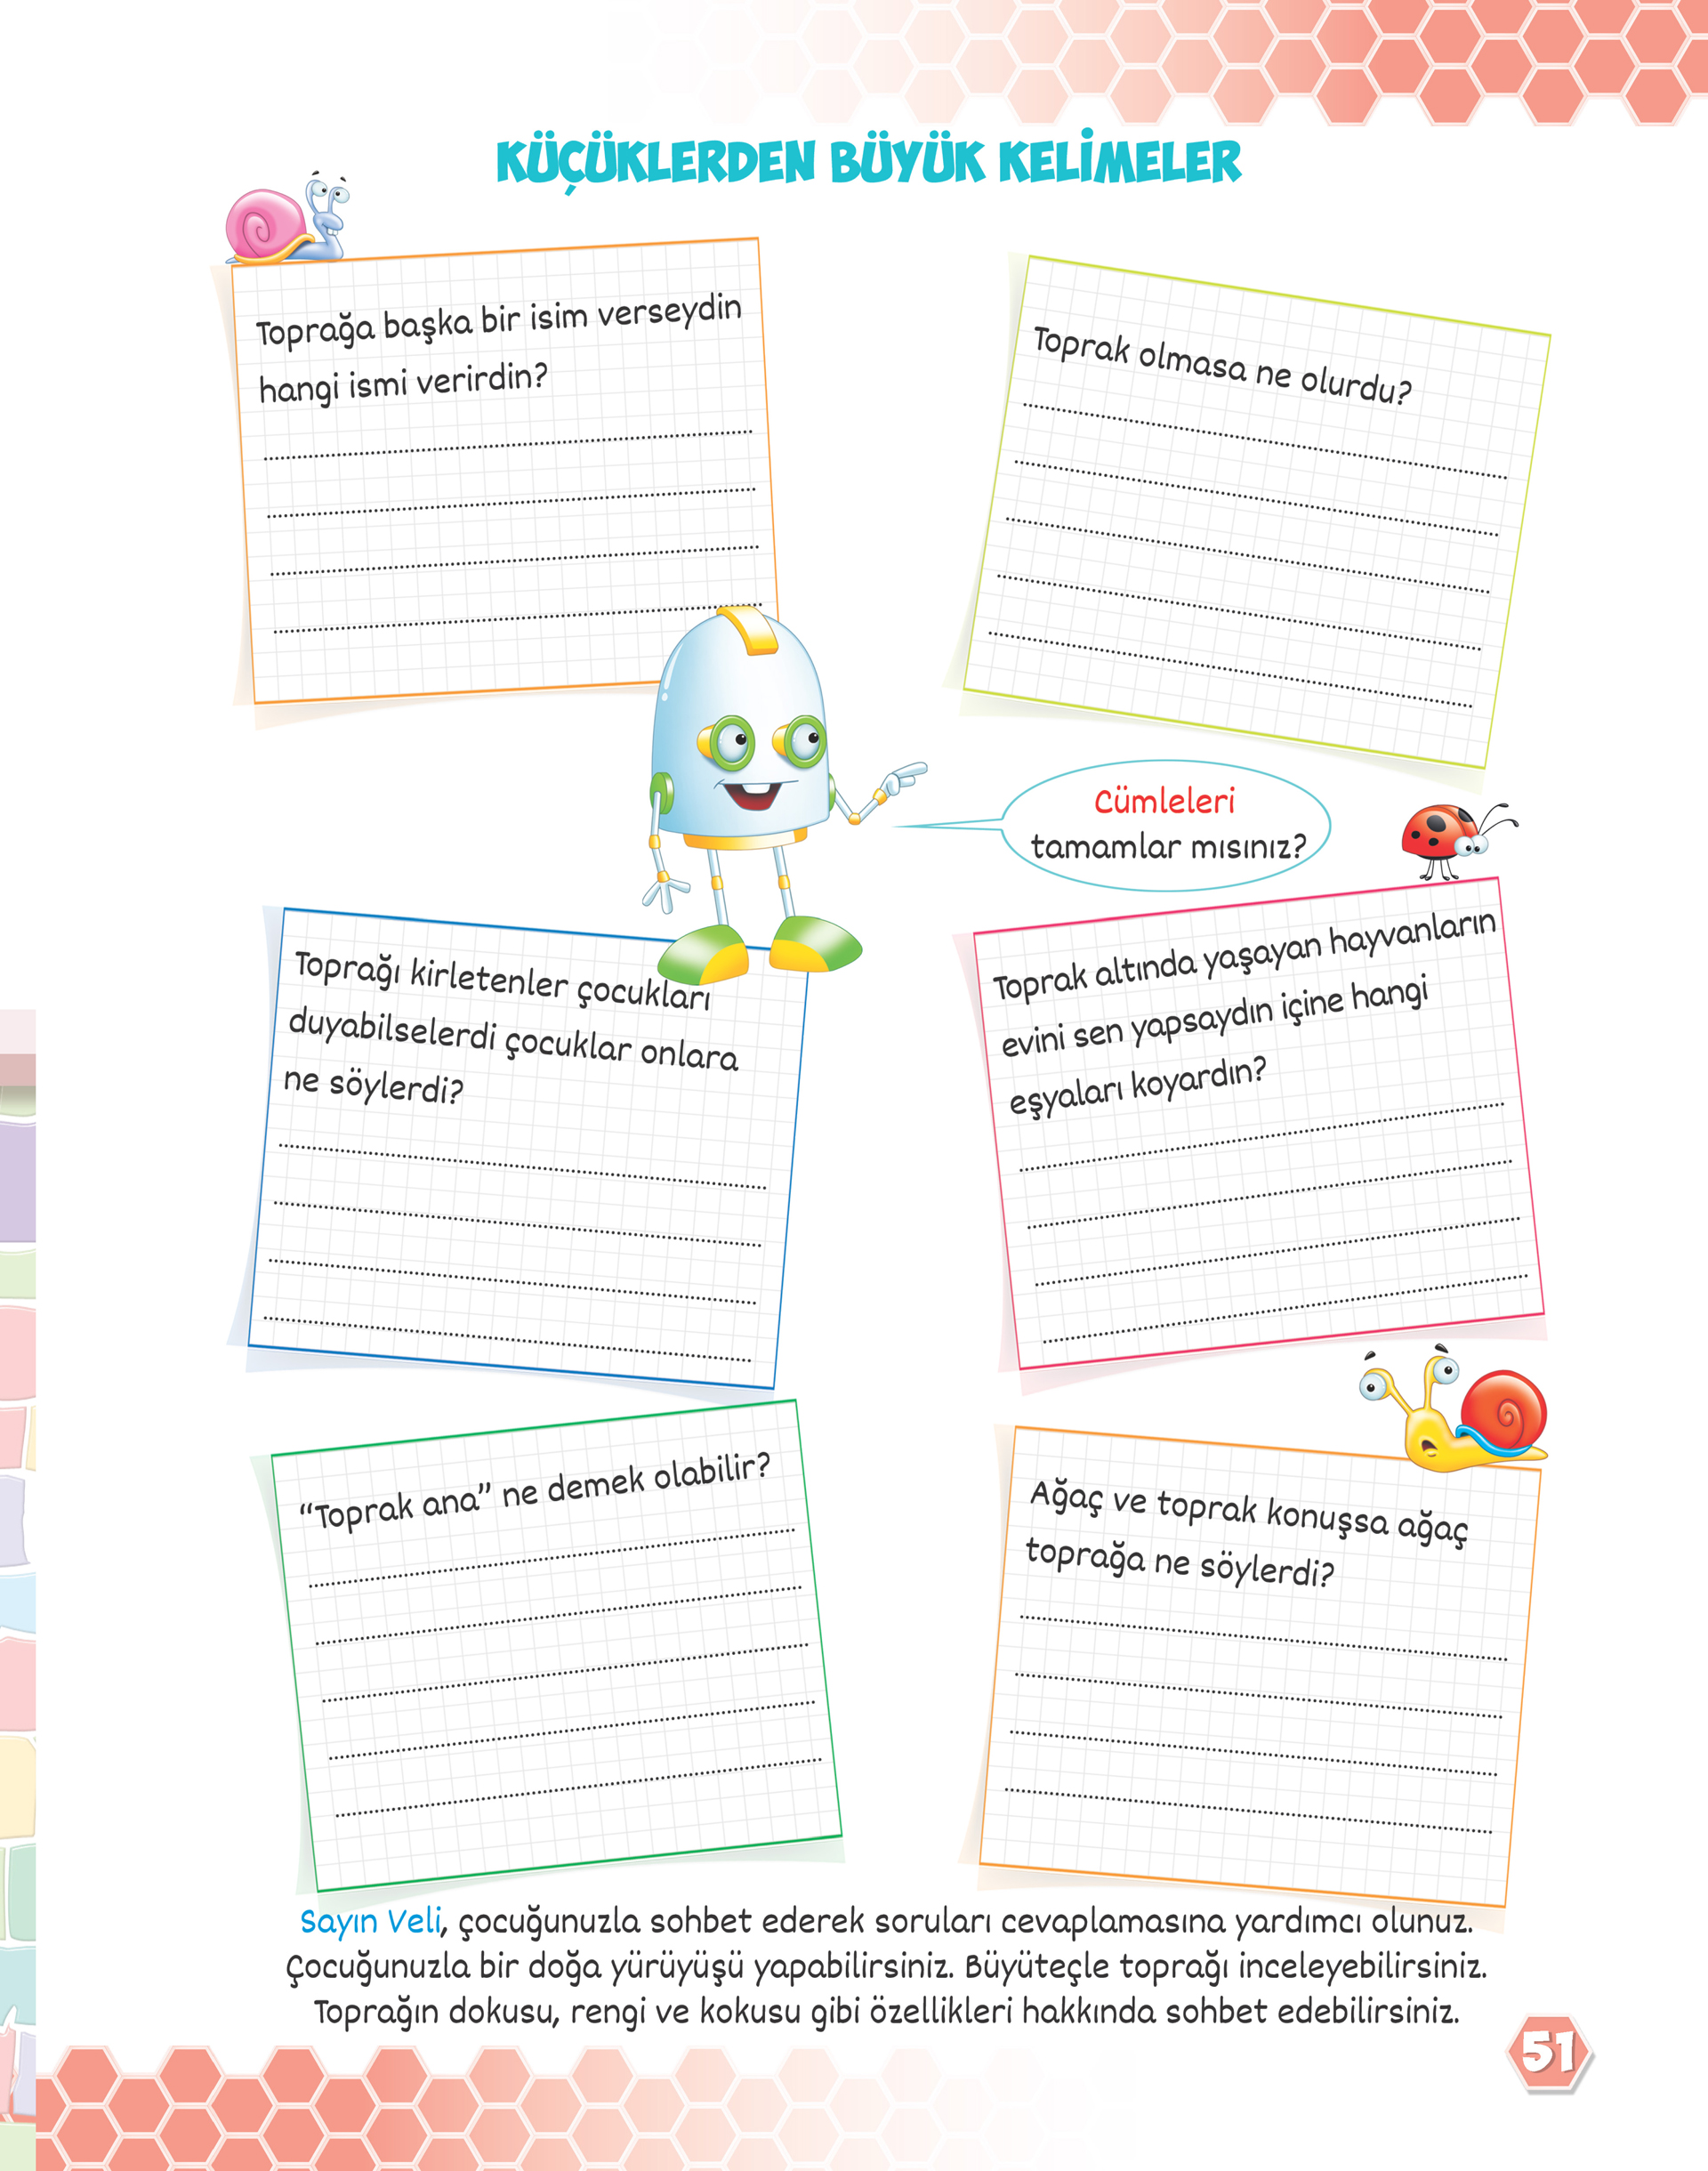 KÜÇÜKLERDEN BÜYÜK KELİMELER
Toprağa başka bir isim verseydin
hangi ismi verirdin?
Toprak olmasa ne olurdu?
Cümleleri
tamamlar mısınız?
Toprağı kirletenler çocukları
duyabilselerdi çocuklar onlara
ne söylerdi?
Toprak altında yaşayan hayvanların
evini sen yapsaydın içine hangi
eşyaları koyardın?
“Toprak ana” ne demek olabilir?
Ağaç ve toprak konuşsa ağaç
toprağa ne söylerdi?
Sayın Veli, çocuğunuzla sohbet ederek soruları cevaplamasına yardımcı olunuz.
Çocuğunuzla bir doğa yürüyüşü yapabilirsiniz. Büyüteçle toprağı inceleyebilirsiniz.
Toprağın dokusu, rengi ve kokusu gibi özellikleri hakkında sohbet edebilirsiniz.
51